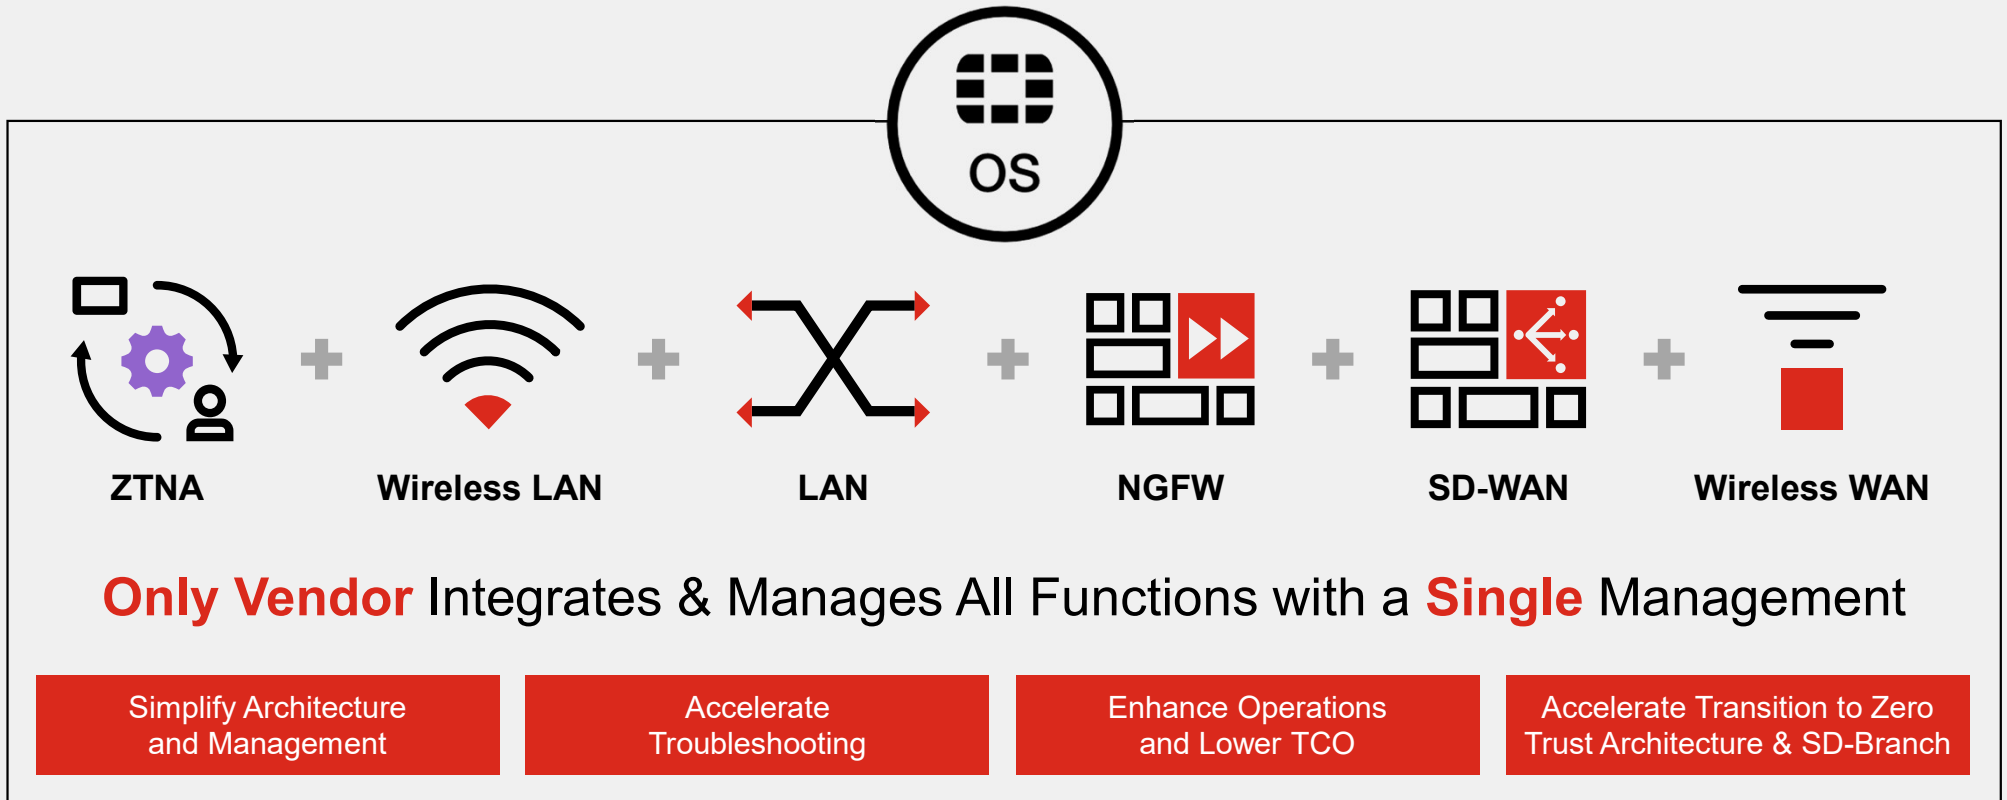 OS
ZTNA
Wireless LAN
LAN
NGFW
SD-WAN
Wireless WAN
Only Vendor Integrates & Manages All Functions with a Single Management
Simplify Architecture
and Management
Accelerate
Troubleshooting
Enhance Operations
and Lower TCO
Accelerate Transition to Zero
Trust Architecture & SD-Branch